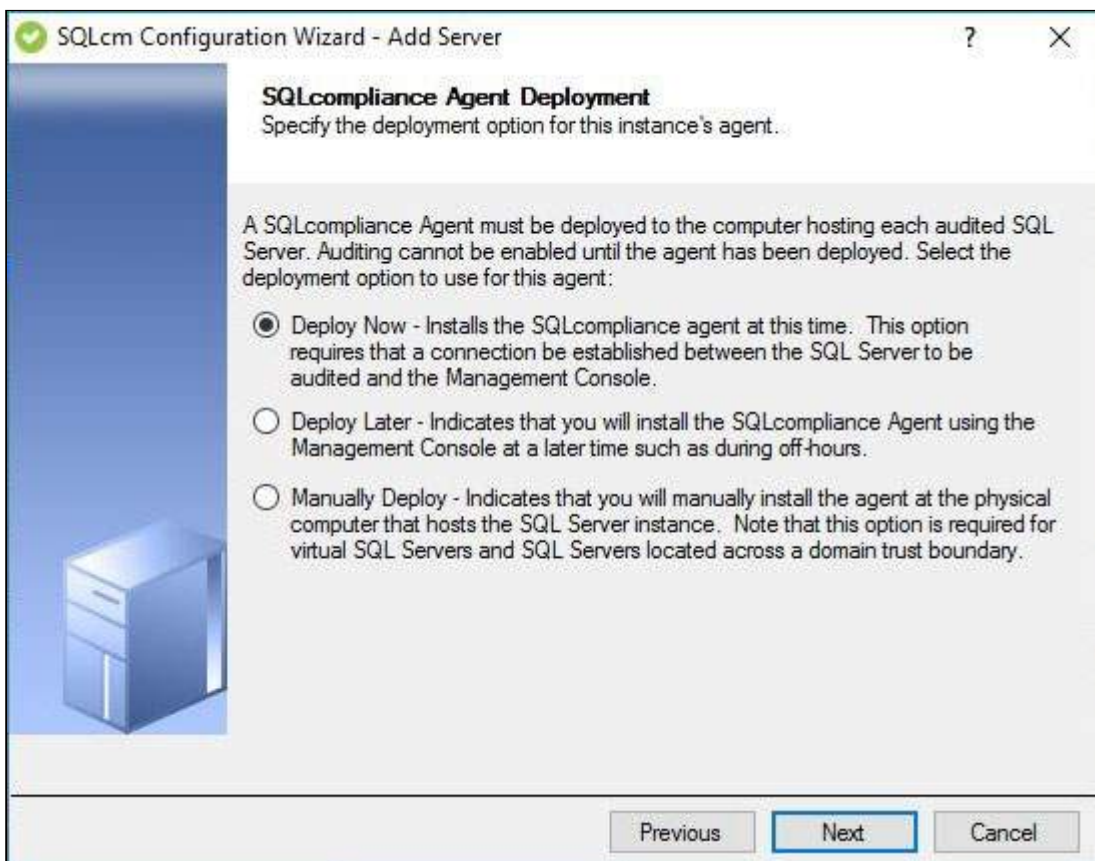 SQLcm Configuration Wizard - Add Server ?
SQLcompliance Agent Deployment
Specify the deployment option for this instance's agent.
A SQLcompliance Agent must be deployed to the computer hosting each audited SQL
Server. Auditing cannot be enabled until the agent has been deployed. Select the
deployment option to use for this agent:
Deploy Now - Installs the SQLcompliance agent at this time. This option
requires that a connection be established between the SQL Server to be
audited and the Management Console.
Deploy Later - Indicates that you will install the SQLcompliance Agent using the
Management Console at a later time such as during off-hours.
Manually Deploy - Indicates that you will manually install the agent at the physical
computer that hosts the SQL Server instance. Note that this option is required for
virtual SQL Servers and SQL Servers located across a domain trust boundary.
Previous Next Cancel